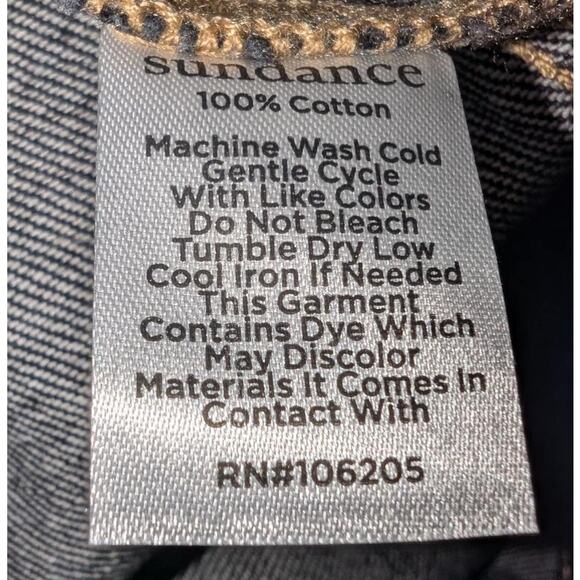 sundance
100% Cotton
Machine Wash Cold
Gentle Cycle
With Like Colors
Do Not Bleach
Tumble Dry Low
Cool Iron If Needed
This Garment
Contains Dye Which
May Discolor
Materials It Comes In
Contact With
RN#106205